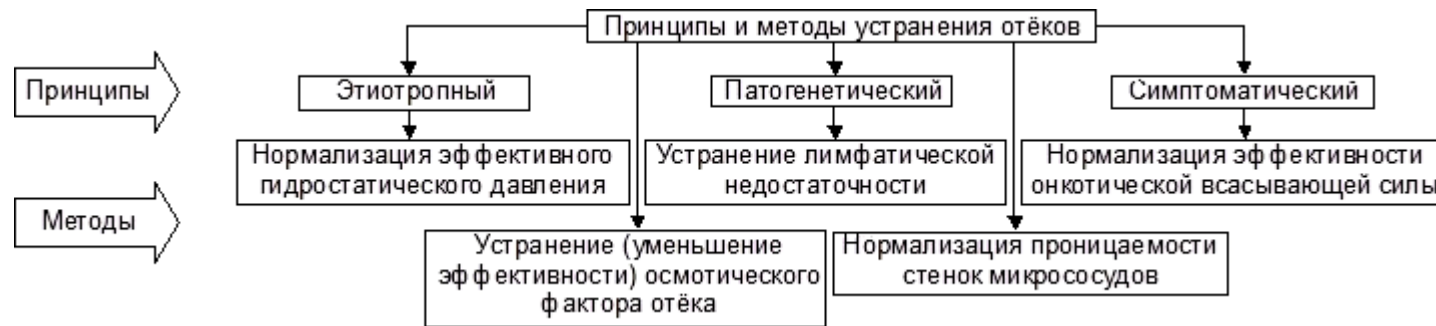 Принципы и методы устранения отёков
Принципы
Этиотропный
Патогенетический
Симптоматический
Нормализация эффективного
гидростатического давления
Устранение лимфатической
недостаточности
Нормализация эффективности
онкотической всасывающей силы
Методы
Устранение (уменьшение
эффективности) осмотического
фактора отёка
Нормализация проницаемости
стенок микрососудов